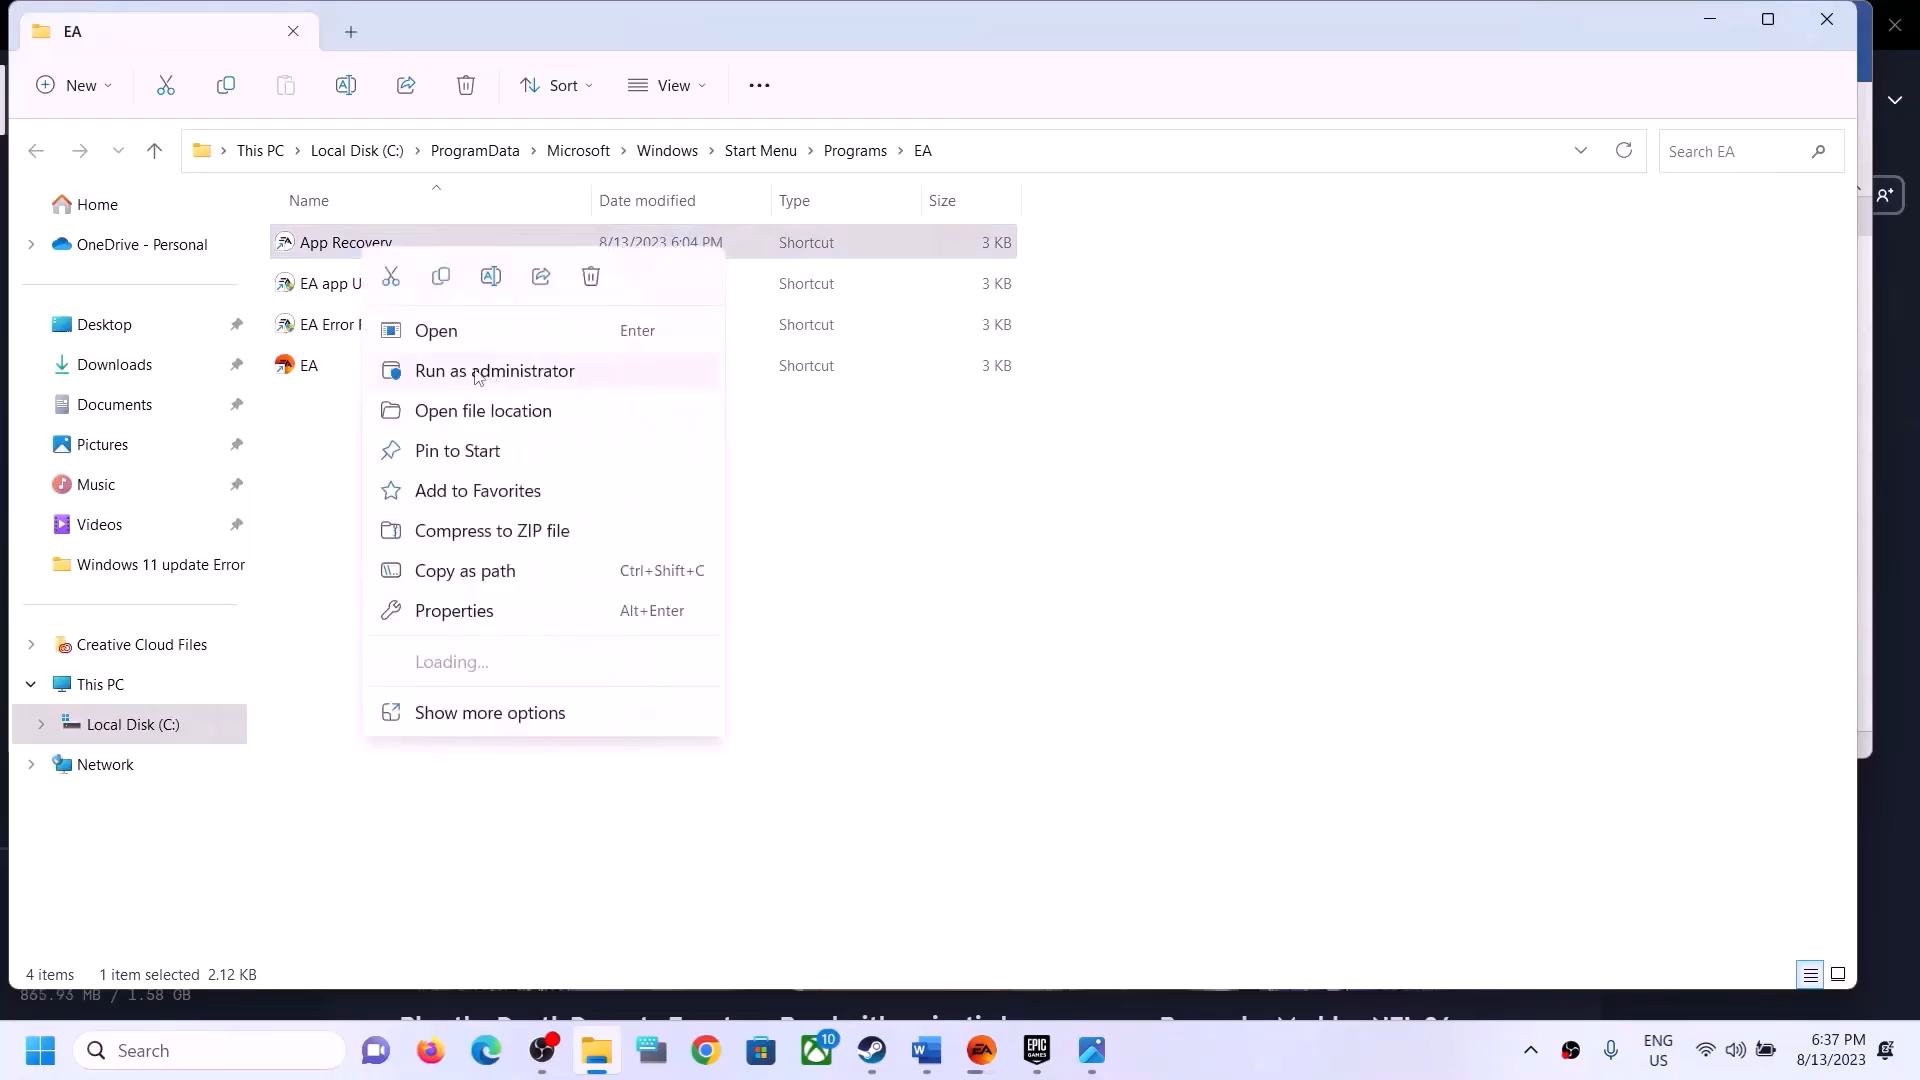 EA
New
Sort
View
This PC
Local Disk (C:)
ProgramData
Microsoft
Windows
Start Menu
Programs
EA
Search EA
Name
Date modified
Type
Size
Home
OneDrive - Personal
Desktop
Downloads
Documents
Pictures
Music
Videos
Windows 11 update Error
Creative Cloud Files
This PC
Local Disk (C:)
Network
App Recovery 8/13/2023 6:04 PM Shortcut 3 KB
EA app U Shortcut 3 KB
EA Error Shortcut 3 KB
EA Shortcut 3 KB
Open Enter
Run as administrator
Open file location
Pin to Start
Add to Favorites
Compress to ZIP file
Copy as path Ctrl+Shift+C
Properties Alt+Enter
Loading...
Show more options
4 items 1 item selected 2.12 KB
865.93 MB / 1.58 GB
Search
10
EA
EPIC GAMES
ENG
US
6:37 PM
8/13/2023